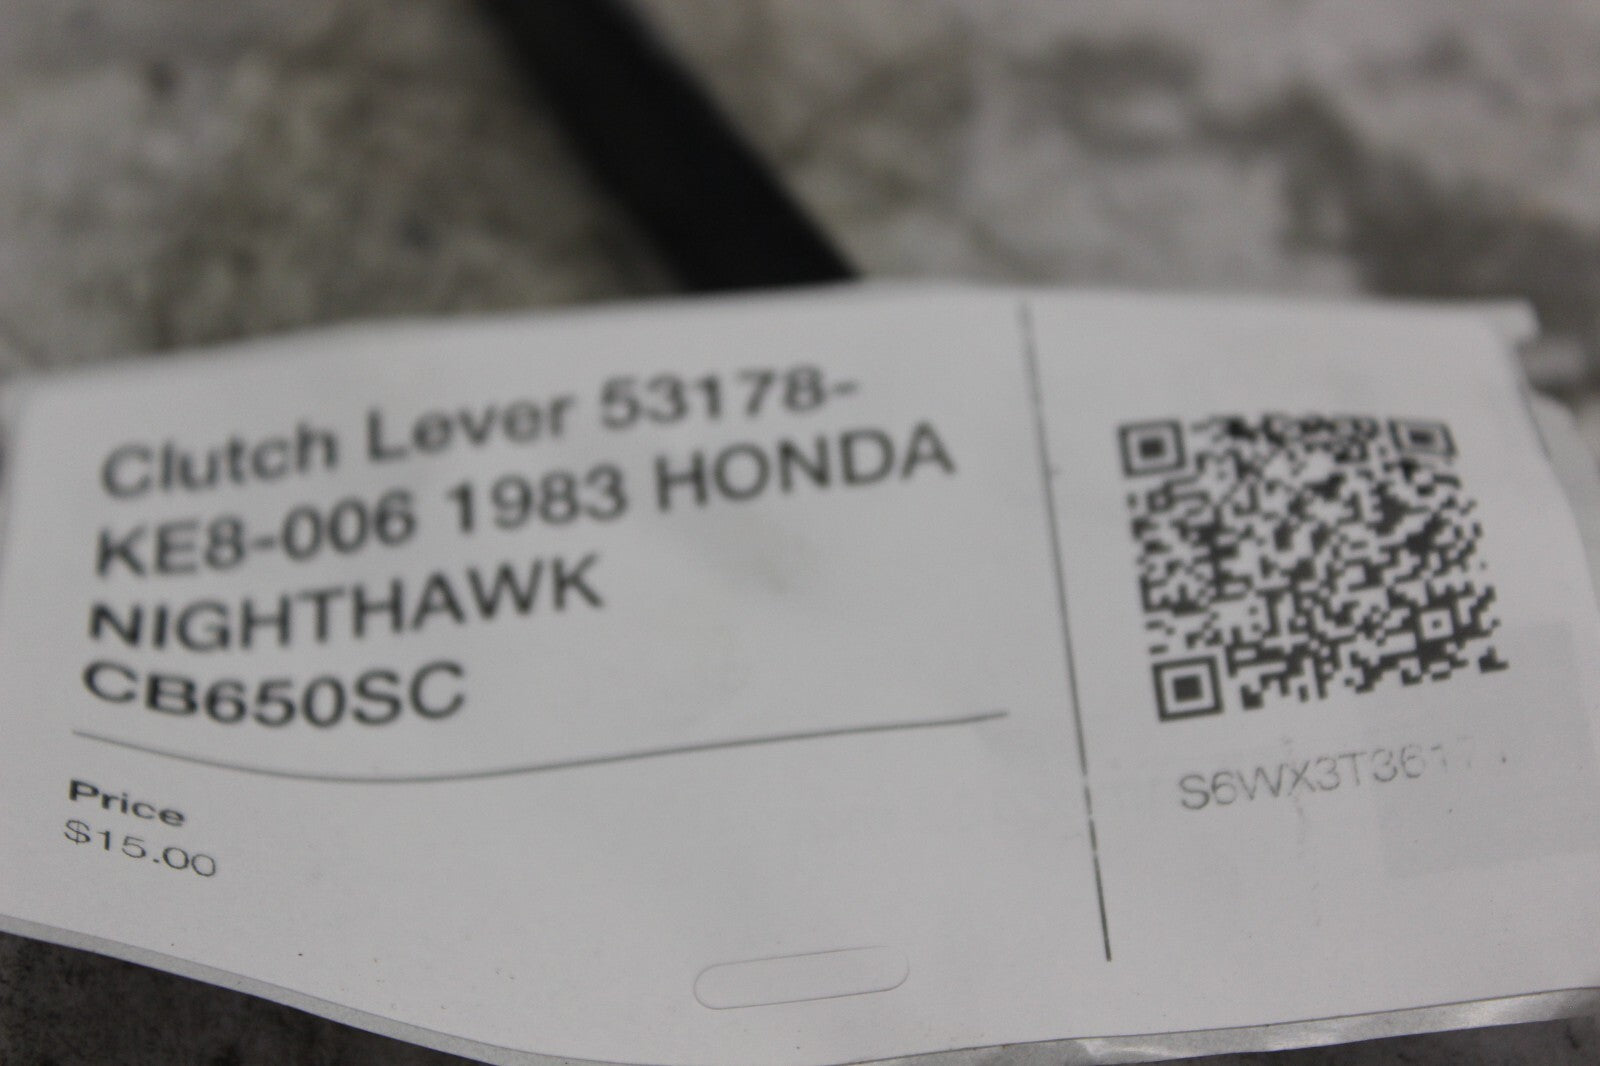 Clutch Lever 53178-
KE8-006 1983 HONDA
NIGHTHAWK
CB650SC
Price
$15.00